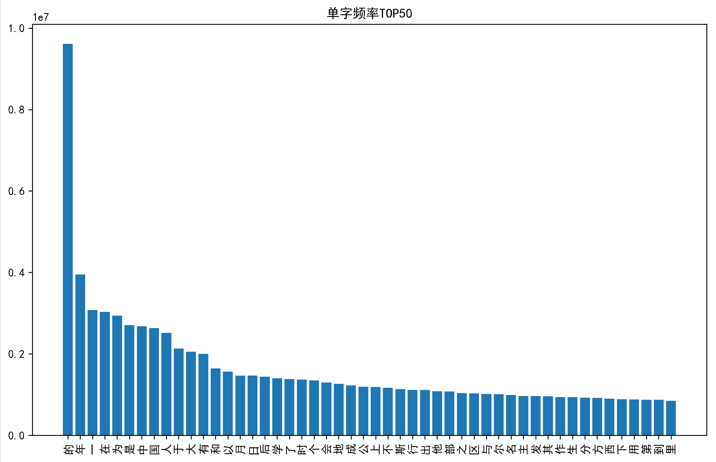 单字频率TOP50
1e7
1.0
0.8
0.6
0.4
0.2
0.0
的 年 一 在 为 是 中 国 人 于 大 有 和 以 月 日 后 学 了 时 个 会 地 成 公 上 不 斯 行 出 他 部 之 区 与 尔 名 主 发 其 作 生 分 方 西 下 用 第 到 里